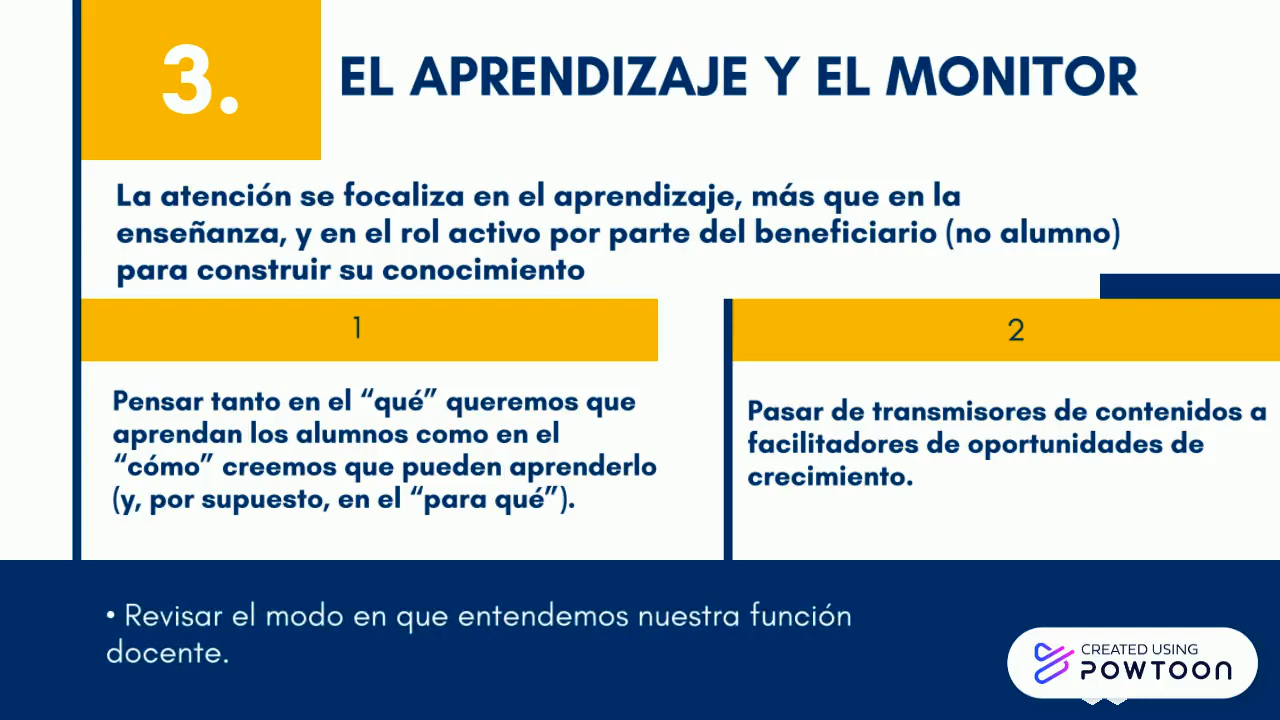 3.
EL APRENDIZAJE Y EL MONITOR
La atención se focaliza en el aprendizaje, más que en la
enseñanza, y en el rol activo por parte del beneficiario (no alumno)
para construir su conocimiento
1
Pensar tanto en el “qué” queremos que
aprendan los alumnos como en el
“cómo” creemos que pueden aprenderlo
(y, por supuesto, en el “para qué”).
2
Pasar de transmisores de contenidos a
facilitadores de oportunidades de
crecimiento.
• Revisar el modo en que entendemos nuestra función
docente.
CREATED USING
POWTOON